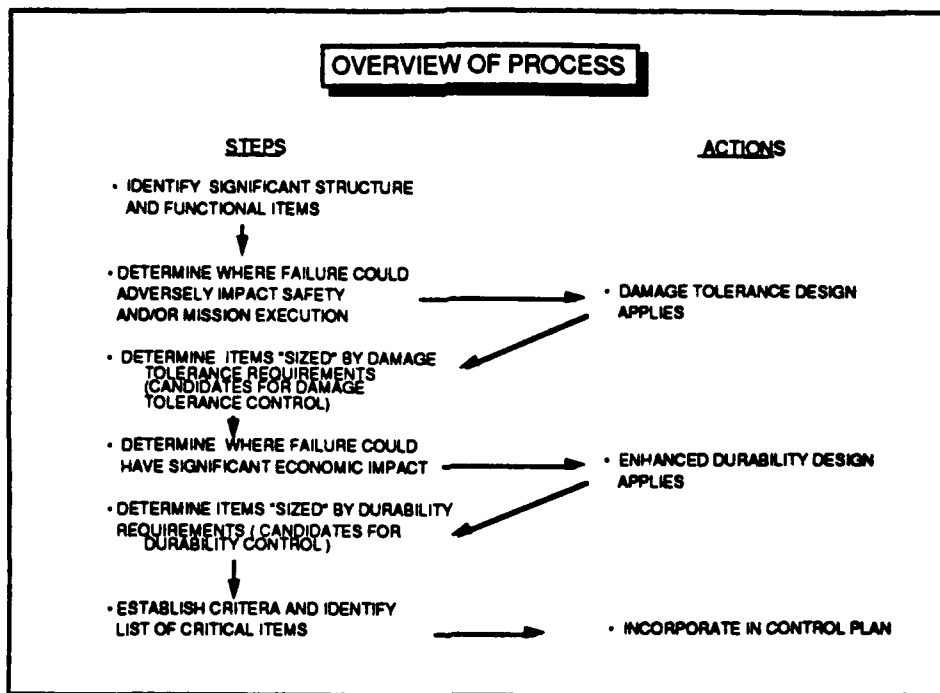 OVERVIEW OF PROCESS
STEPS
ACTIONS
• IDENTIFY SIGNIFICANT STRUCTURE
AND FUNCTIONAL ITEMS
• DETERMINE WHERE FAILURE COULD
ADVERSELY IMPACT SAFETY
AND/OR MISSION EXECUTION
• DAMAGE TOLERANCE DESIGN
APPLIES
• DETERMINE ITEMS "SIZED" BY DAMAGE
TOLERANCE REQUIREMENTS
(CANDIDATES FOR DAMAGE
TOLERANCE CONTROL)
• DETERMINE WHERE FAILURE COULD
HAVE SIGNIFICANT ECONOMIC IMPACT
• ENHANCED DURABILITY DESIGN
APPLIES
• DETERMINE ITEMS "SIZED" BY DURABILITY
REQUIREMENTS ( CANDIDATES FOR
DURABILITY CONTROL )
• ESTABLISH CRITERA AND IDENTIFY
LIST OF CRITICAL ITEMS
• INCORPORATE IN CONTROL PLAN